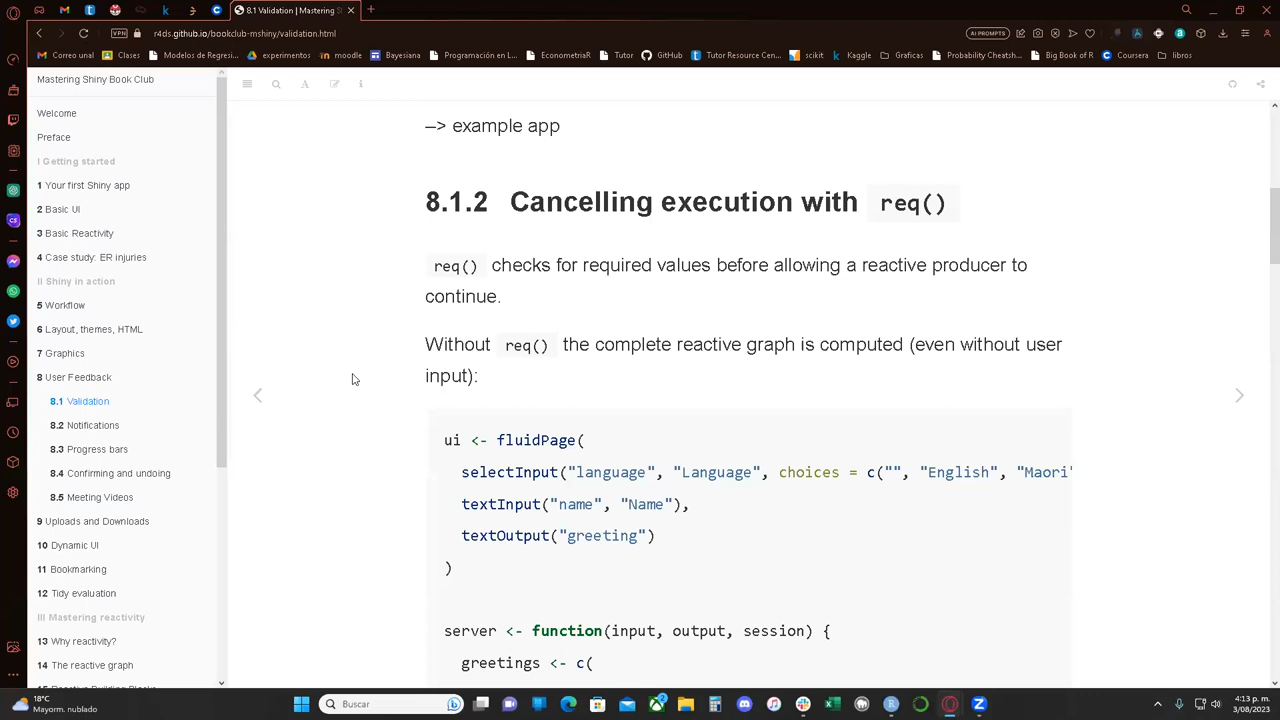 8.1 Validation | Mastering S
VPN
r4ds.github.io/bookclub-mshiny/validation.html
AI PROMPTS
Correo unal
Clases
Modelos de Regresi...
experimentos
moodle
Bayesiana
Programación en L...
EconometriaR
Tutor
GitHub
Tutor Resource Cen...
scikit
Kaggle
Graficas
Probability Cheatsh...
Big Book of R
Coursera
libros
Mastering Shiny Book Club
Welcome
Preface
I Getting started
1 Your first Shiny app
2 Basic UI
3 Basic Reactivity
4 Case study: ER injuries
II Shiny in action
5 Workflow
6 Layout, themes, HTML
7 Graphics
8 User Feedback
8.1 Validation
8.2 Notifications
8.3 Progress bars
8.4 Confirming and undoing
8.5 Meeting Videos
9 Uploads and Downloads
10 Dynamic UI
11 Bookmarking
12 Tidy evaluation
III Mastering reactivity
13 Why reactivity?
14 The reactive graph
–> example app
8.1.2 Cancelling execution with req()
req() checks for required values before allowing a reactive producer to
continue.
Without req() the complete reactive graph is computed (even without user
input):
ui <- fluidPage(
selectInput("language", "Language", choices = c("", "English", "Maori"
textInput("name", "Name"),
textOutput("greeting")
)
server <- function(input, output, session) {
greetings <- c(
18°C
Mayorm. nublado
Buscar
4:13 p. m.
3/08/2023